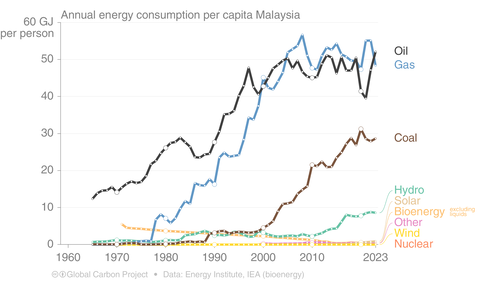 Annual energy consumption per capita Malaysia
60 GJ
per person
50
40
30
20
10
0
1960
1970
1980
1990
2000
2010
2023
Oil
Gas
Coal
Hydro
Solar
Bioenergy excluding
liquids
Other
Wind
Nuclear
Global Carbon Project • Data: Energy Institute, IEA (bioenergy)